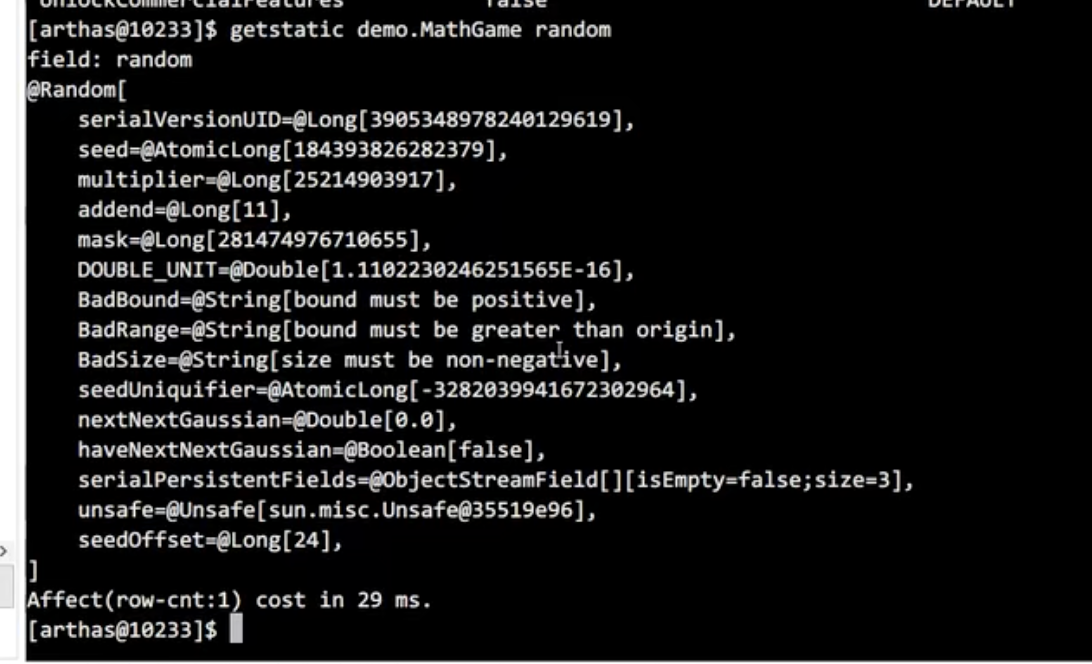 UnlockCommercialFeatures false DEFAULT
[arthas@10233]$ getstatic demo.MathGame random
field: random
@Random[
    serialVersionUID=@Long[3905348978240129619],
    seed=@AtomicLong[184393826282379],
    multiplier=@Long[25214903917],
    addend=@Long[11],
    mask=@Long[281474976710655],
    DOUBLE_UNIT=@Double[1.1102230246251565E-16],
    BadBound=@String[bound must be positive],
    BadRange=@String[bound must be greater than origin],
    BadSize=@String[size must be non-negative],
    seedUniquifier=@AtomicLong[-3282039941672302964],
    nextNextGaussian=@Double[0.0],
    haveNextNextGaussian=@Boolean[false],
    serialPersistentFields=@ObjectStreamField[][isEmpty=false;size=3],
    unsafe=@Unsafe[sun.misc.Unsafe@35519e96],
    seedOffset=@Long[24],
]
Affect(row-cnt:1) cost in 29 ms.
[arthas@10233]$